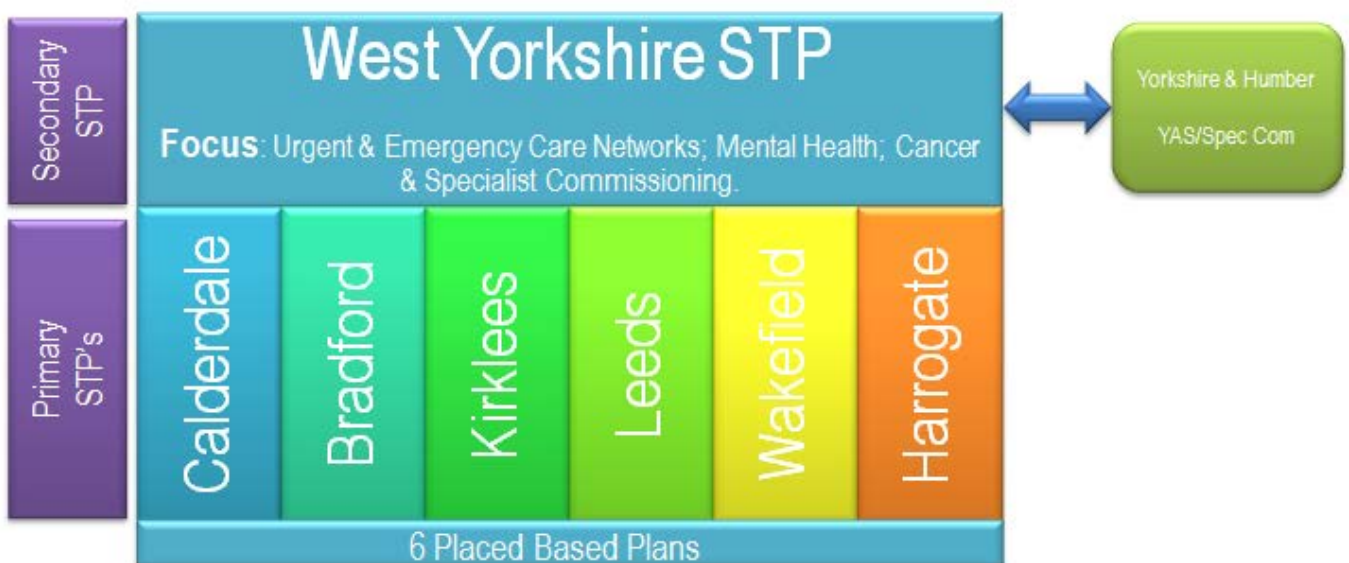 Secondary
STP
West Yorkshire STP
Focus: Urgent & Emergency Care Networks; Mental Health; Cancer
& Specialist Commissioning.
Yorkshire & Humber
YAS/Spec Com
Primary
STP's
Calderdale
Bradford
Kirklees
Leeds
Wakefield
Harrogate
6 Placed Based Plans